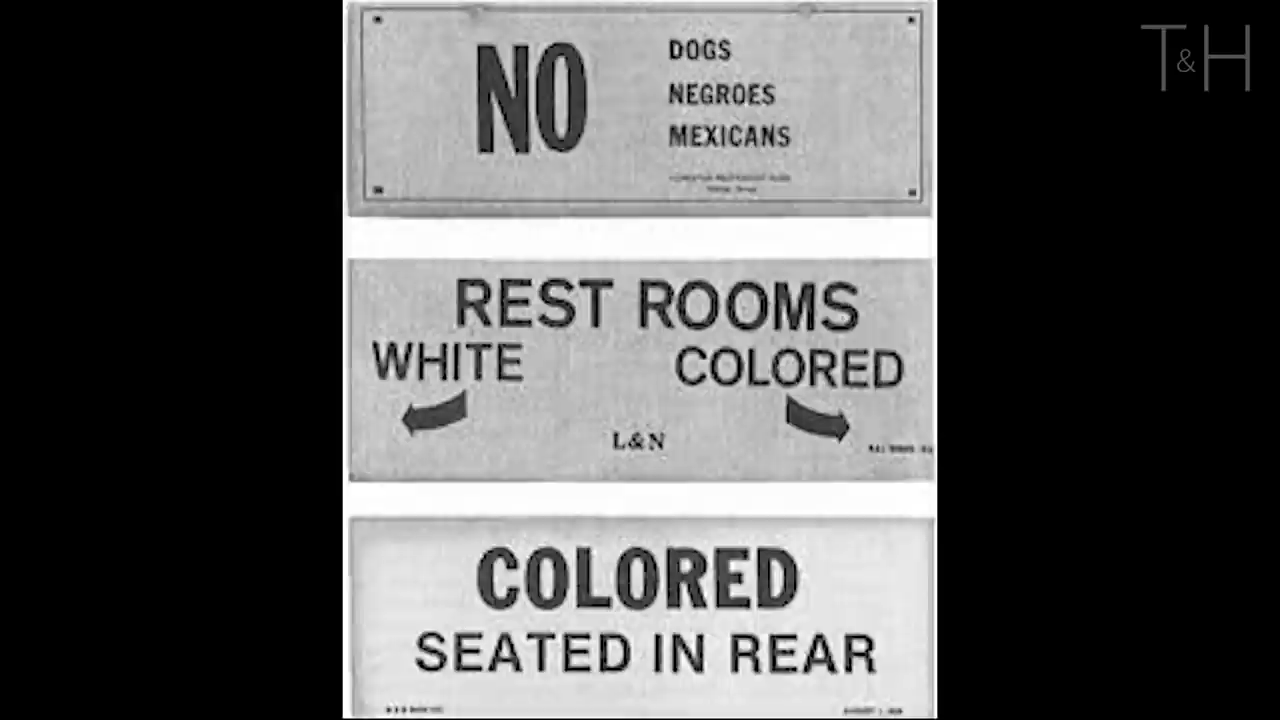 T&H
NO
DOGS
NEGROES
MEXICANS
REST ROOMS
WHITE
COLORED
L&N
COLORED
SEATED IN REAR